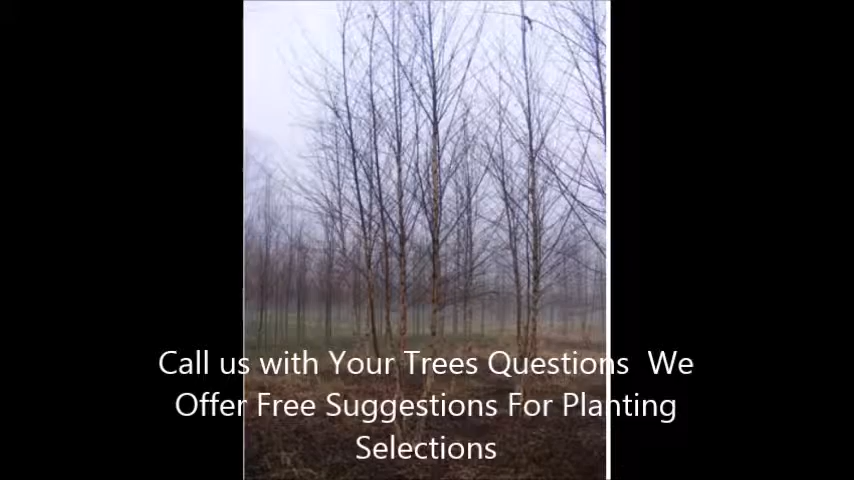 Call us with Your Trees Questions  We
Offer Free Suggestions For Planting
Selections